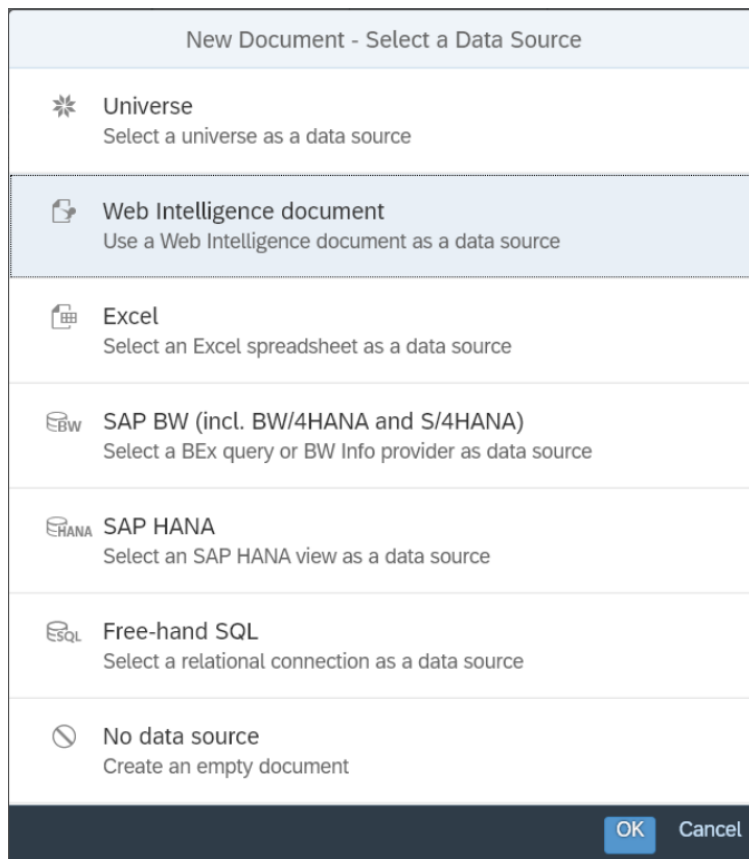 New Document - Select a Data Source
Universe
Select a universe as a data source
Web Intelligence document
Use a Web Intelligence document as a data source
Excel
Select an Excel spreadsheet as a data source
BW
SAP BW (incl. BW/4HANA and S/4HANA)
Select a BEx query or BW Info provider as data source
HANA
SAP HANA
Select an SAP HANA view as a data source
SQL
Free-hand SQL
Select a relational connection as a data source
No data source
Create an empty document
OK Cancel